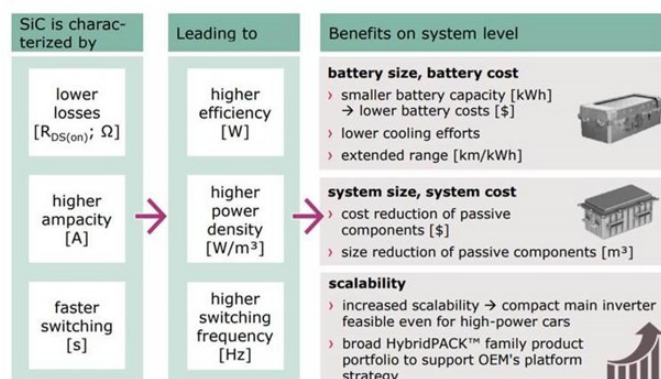 SiC is charac-
terized by
Leading to
Benefits on system level
lower
losses
[RDS(on); Ω]
higher
ampacity
[A]
faster
switching
[s]
higher
efficiency
[W]
higher
power
density
[W/m³]
higher
switching
frequency
[Hz]
battery size, battery cost
› smaller battery capacity [kWh]
→ lower battery costs [$]
› lower cooling efforts
› extended range [km/kWh]
system size, system cost
› cost reduction of passive
components [$]
› size reduction of passive components [m³]
scalability
› increased scalability → compact main inverter
feasible even for high-power cars
› broad HybridPACK™ family product
portfolio to support OEM's platform
strategy